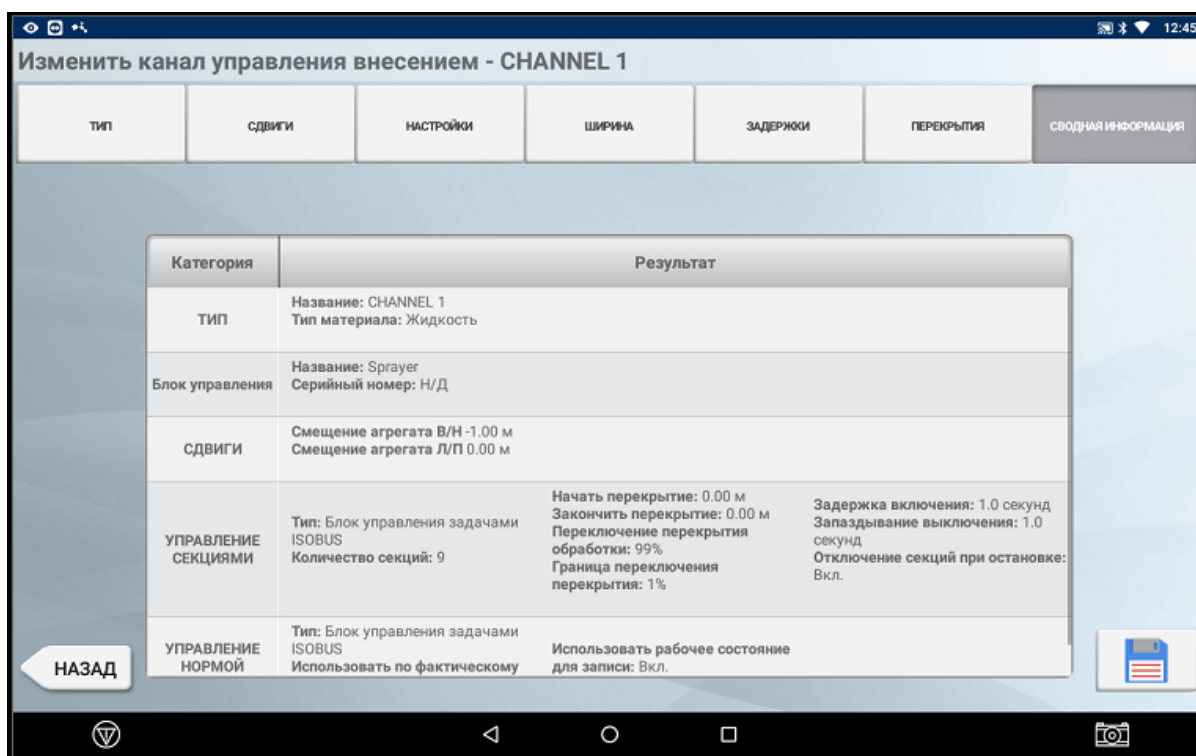 12:45
Изменить канал управления внесением - CHANNEL 1
ТИП
СДВИГИ
НАСТРОЙКИ
ШИРИНА
ЗАДЕРЖКИ
ПЕРЕКРЫТИЯ
СВОДНАЯ ИНФОРМАЦИЯ
Категория
Результат
ТИП
Название: CHANNEL 1
Тип материала: Жидкость
Блок управления
Название: Sprayer
Серийный номер: Н/Д
СДВИГИ
Смещение агрегата В/Н -1.00 м
Смещение агрегата Л/П 0.00 м
УПРАВЛЕНИЕ
СЕКЦИЯМИ
Тип: Блок управления задачами
ISOBUS
Количество секций: 9
Начать перекрытие: 0.00 м
Закончить перекрытие: 0.00 м
Переключение перекрытия
обработки: 99%
Граница переключения
перекрытия: 1%
Задержка включения: 1.0 секунд
Запаздывание выключения: 1.0
секунд
Отключение секций при остановке:
Вкл.
УПРАВЛЕНИЕ
НОРМОЙ
Тип: Блок управления задачами
ISOBUS
Использовать по фактическому
Использовать рабочее состояние
для записи: Вкл.
НАЗАД